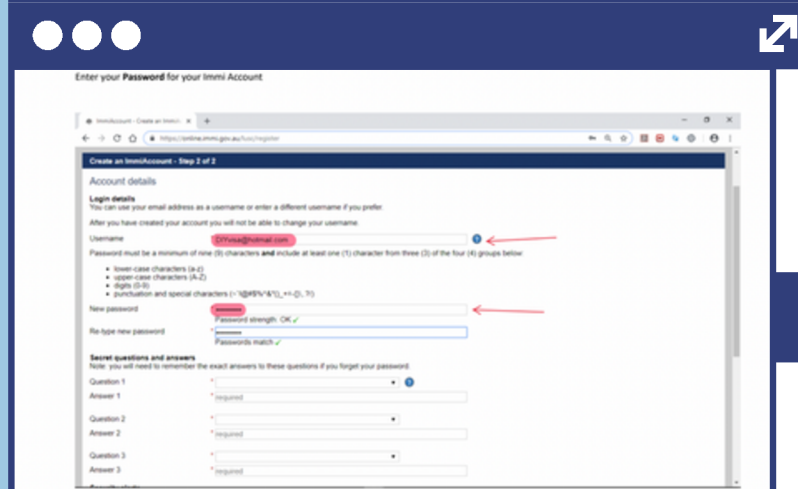 Enter your Password for your Immi Account
ImmiAccount - Create an Immi
https://online.immi.gov.au/lusc/register
Create an ImmiAccount - Step 2 of 2
Account details
Login details
You can use your email address as a username or enter a different username if you prefer.
After you have created your account you will not be able to change your username.
Username * DIYvisa@hotmail.com
Password must be a minimum of nine (9) characters and include at least one (1) character from three (3) of the four (4) groups below:
lower-case characters (a-z)
upper-case characters (A-Z)
digits (0-9)
punctuation and special characters
New password
Password strength: OK ✓
Re-type new password *
Passwords match ✓
Secret questions and answers
Note: you will need to remember the exact answers to these questions if you forget your password.
Question 1 *
Answer 1 * required
Question 2 *
Answer 2 * required
Question 3 *
Answer 3 * required